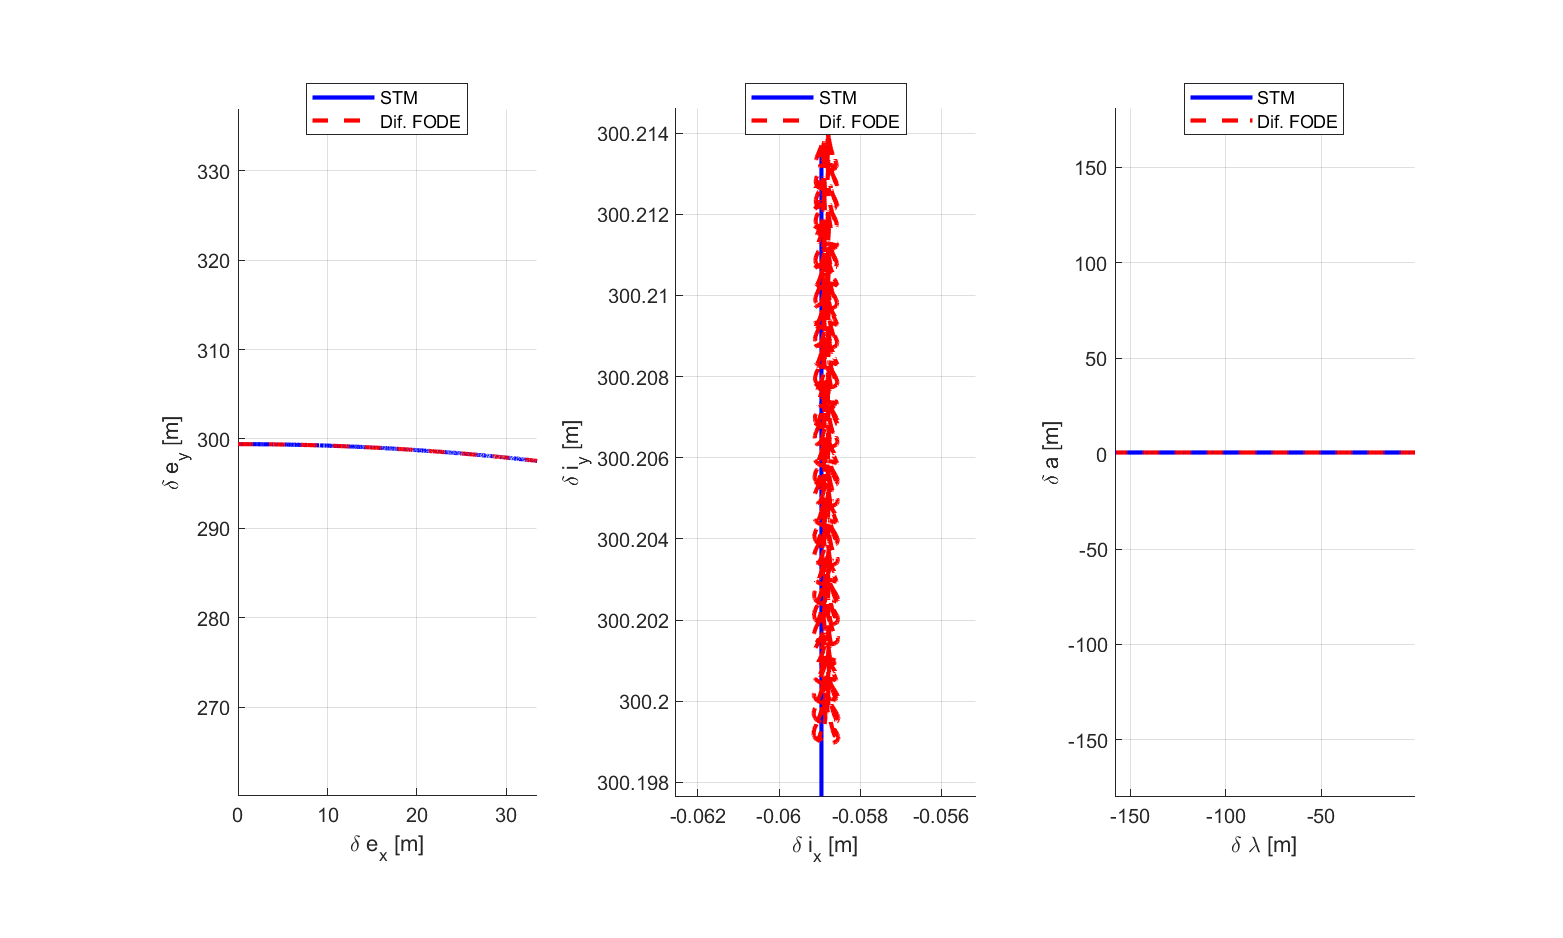 STM
Dif. FODE
330
320
310
300
290
280
270
0
10
20
30
δ e_x [m]
δ e_y [m]
STM
Dif. FODE
300.214
300.212
300.21
300.208
300.206
300.204
300.202
300.2
300.198
-0.062
-0.06
-0.058
-0.056
δ i_x [m]
δ i_y [m]
STM
Dif. FODE
150
100
50
0
-50
-100
-150
-150
-100
-50
δ λ [m]
δ a [m]